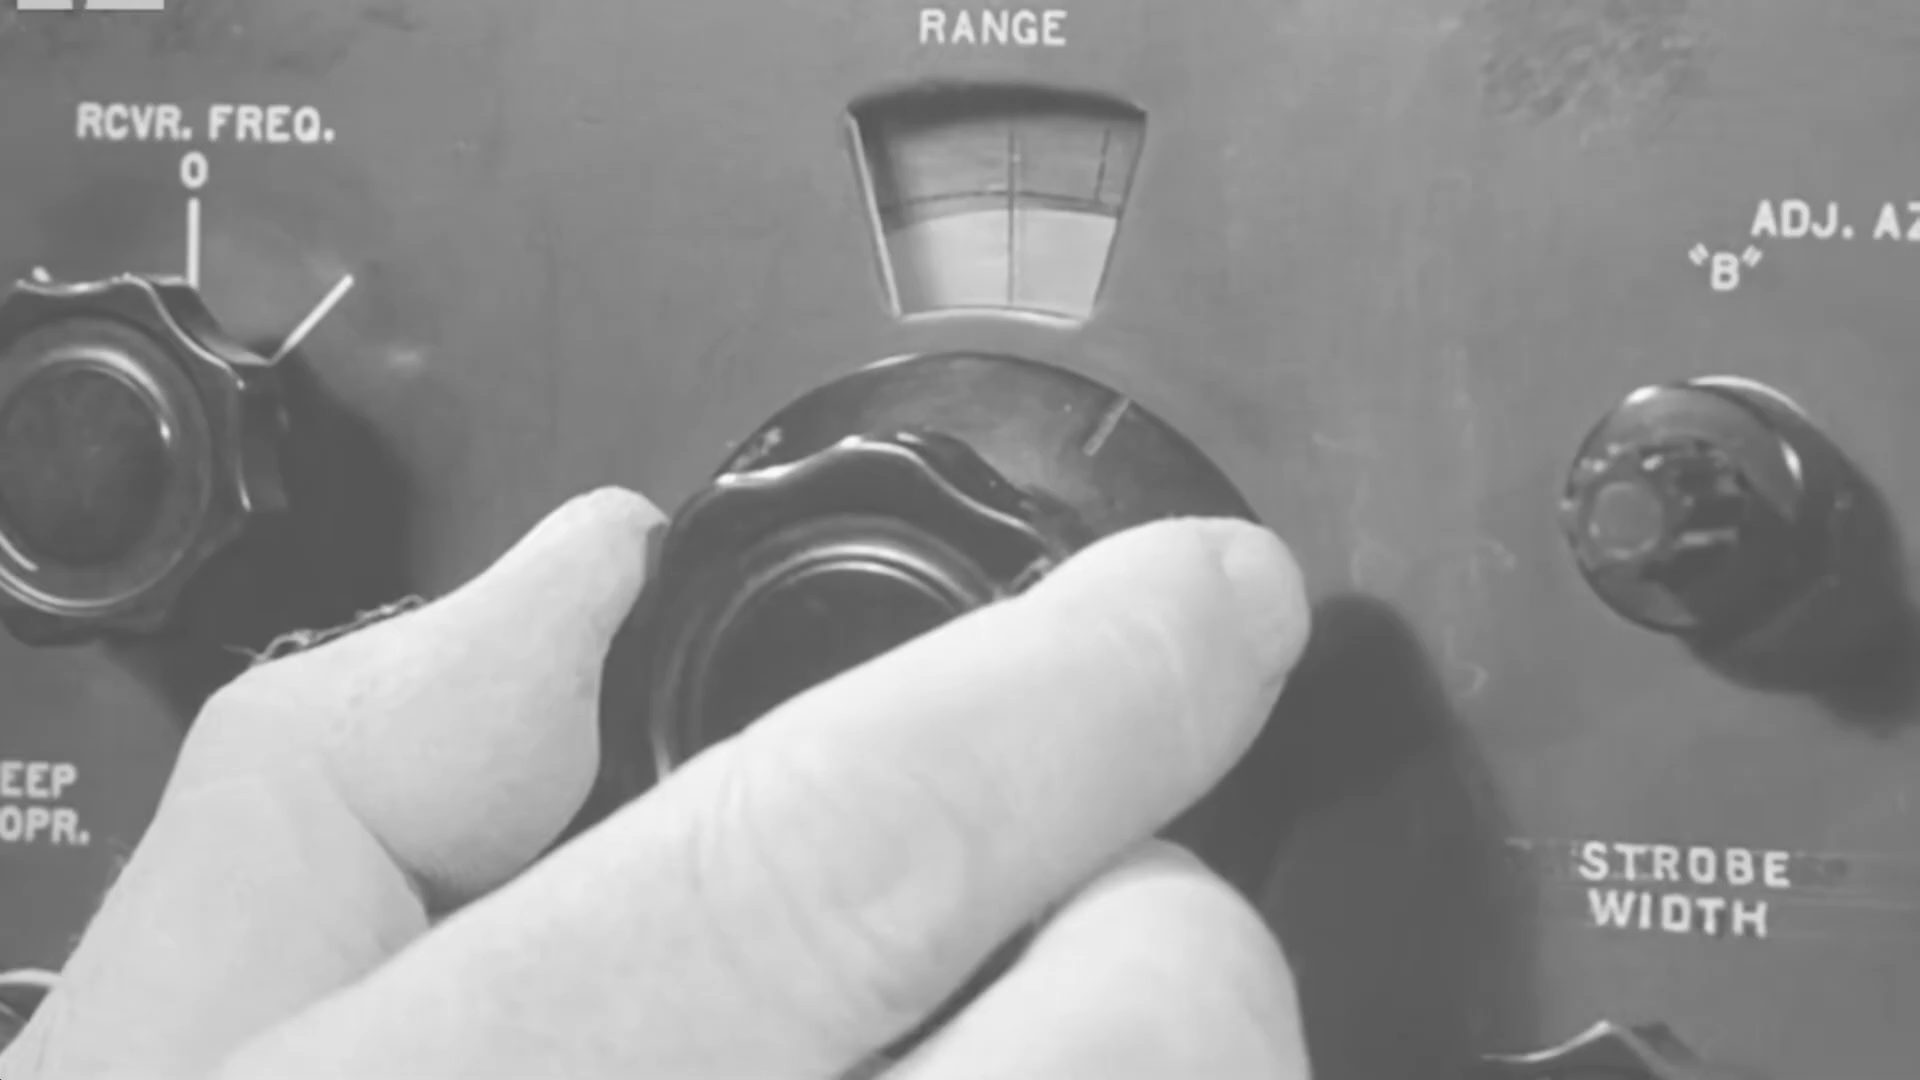 RANGE
RCVR. FREQ.
0
ADJ. AZ
"B"
EEP
OPR.
STROBE
WIDTH